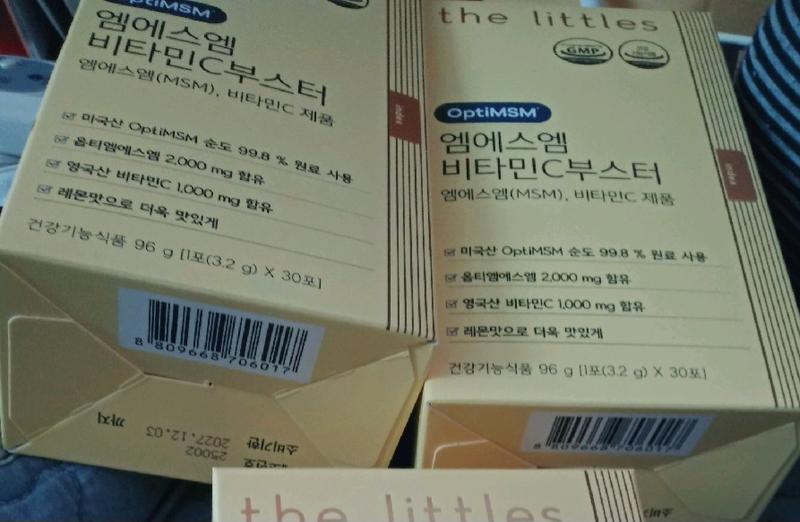 OptiMSM
엠에스엠
비타민C부스터
엠에스엠(MSM), 비타민C 제품
미국산 OptiMSM 순도 99.8 % 원료 사용
옵티엠에스엠 2,000 mg 함유
영국산 비타민C 1,000 mg 함유
레몬맛으로 더욱 맛있게
건강기능식품 96 g [1포(3.2 g) X 30포]
index
8 809668 706017
25002
소비기한
2027.12.03 까지
the littles
GMP
OptiMSM
엠에스엠
비타민C부스터
엠에스엠(MSM), 비타민C 제품
index
미국산 OptiMSM 순도 99.8 % 원료 사용
옵티엠에스엠 2,000 mg 함유
영국산 비타민C 1,000 mg 함유
레몬맛으로 더욱 맛있게
건강기능식품 96 g [1포(3.2 g) X 30포]
8 809668 706017
the littles